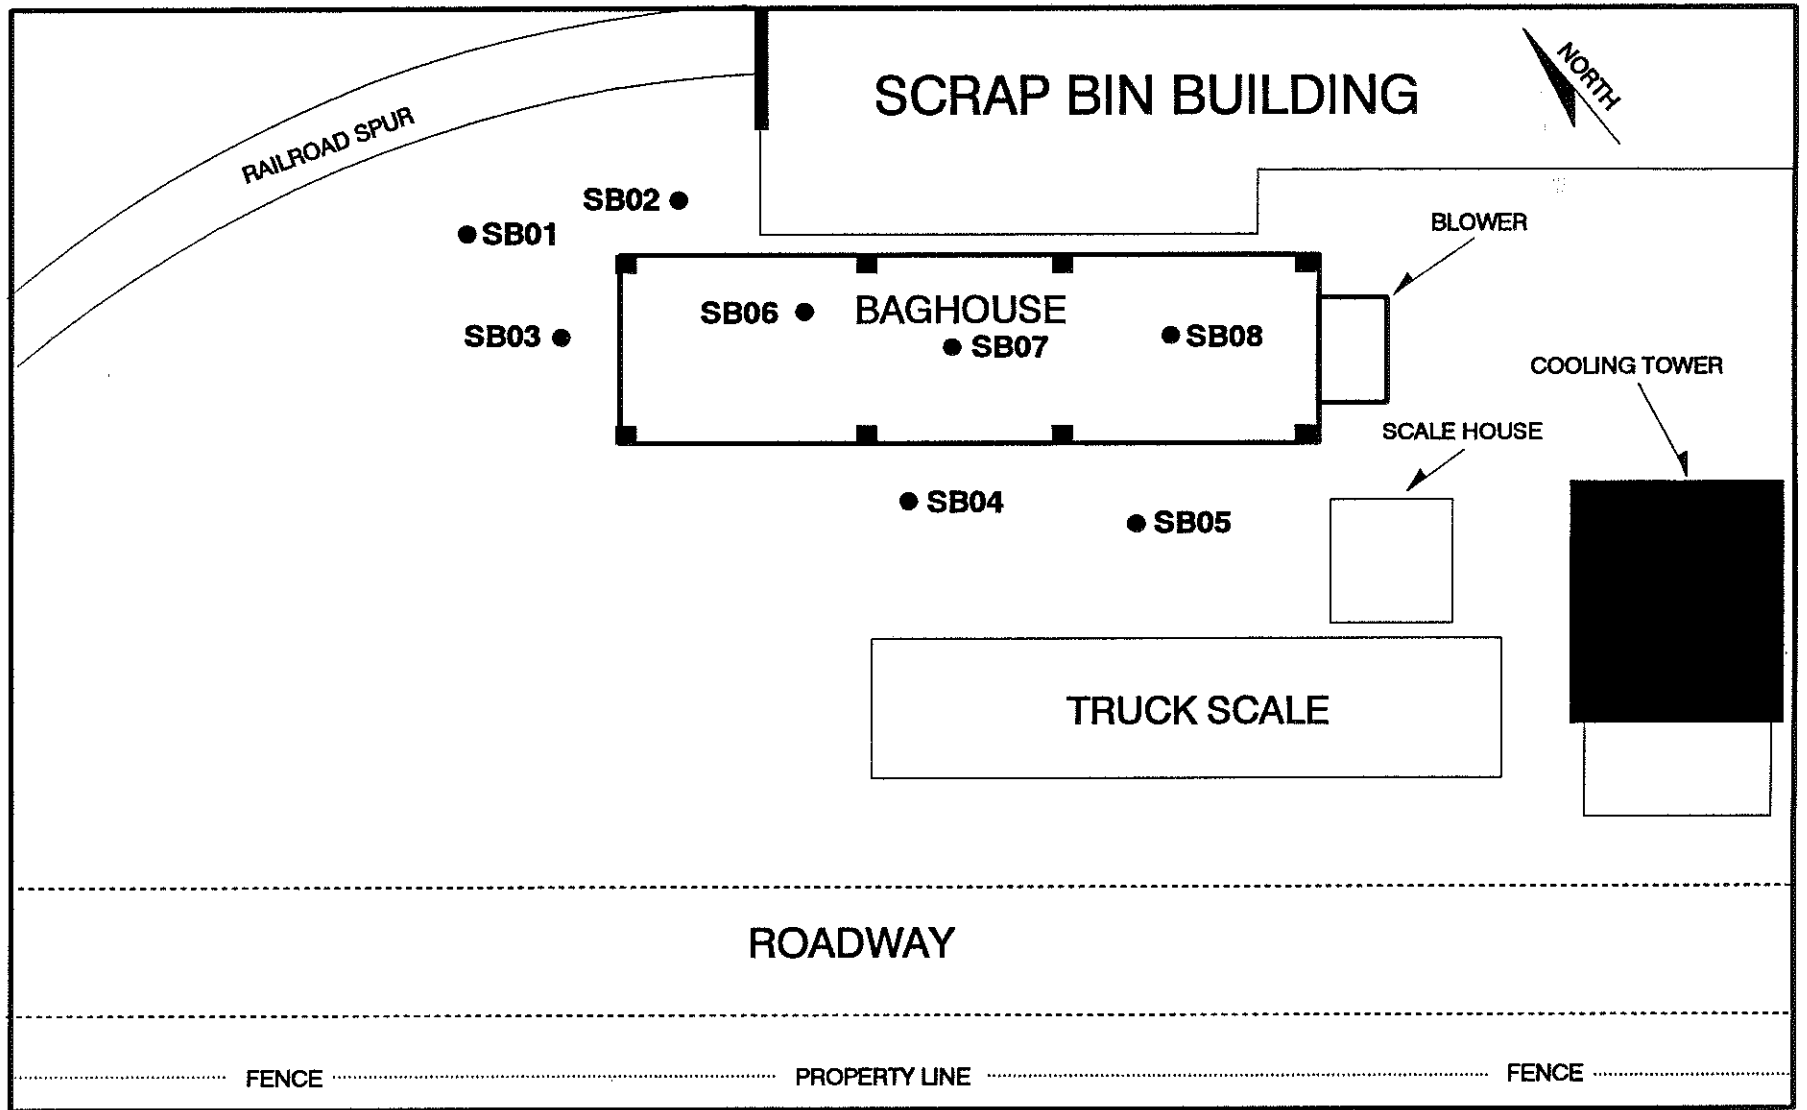 SCRAP BIN BUILDING
NORTH
RAILROAD SPUR
SB02
SB01
BLOWER
SB06
BAGHOUSE
SB03
SB07
SB08
COOLING TOWER
SCALE HOUSE
SB04
SB05
TRUCK SCALE
ROADWAY
FENCE
PROPERTY LINE
FENCE